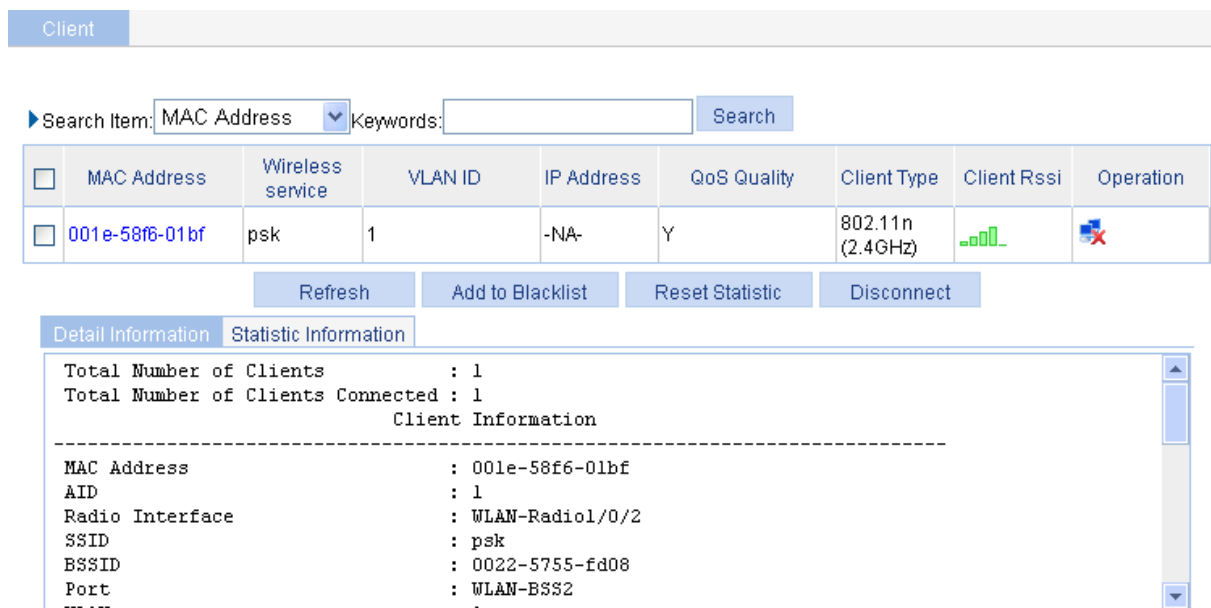 Client
Search Item: MAC Address Keywords: Search
MAC Address Wireless service VLAN ID IP Address QoS Quality Client Type Client Rssi Operation
001e-58f6-01bf psk 1 -NA- Y 802.11n (2.4GHz)
Refresh Add to Blacklist Reset Statistic Disconnect
Detail Information Statistic Information
Total Number of Clients : 1
Total Number of Clients Connected : 1
Client Information
--------------------------------------------------------------------------------
MAC Address : 001e-58f6-01bf
AID : 1
Radio Interface : WLAN-Radio1/0/2
SSID : psk
BSSID : 0022-5755-fd08
Port : WLAN-BSS2